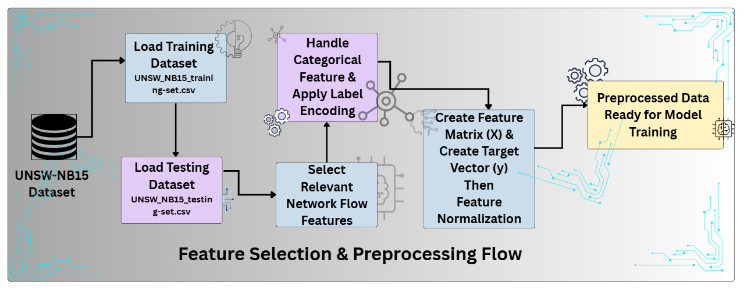 UNSW-NB15
Dataset
Load Training
Dataset
UNSW_NB15_traini
ng-set.csv
Load Testing
Dataset
UNSW_NB15_testin
g-set.csv
Select
Relevant
Network Flow
Features
Handle
Categorical
Feature &
Apply Label
Encoding
Create Feature
Matrix (X) &
Create Target
Vector (y)
Then
Feature
Normalization
Preprocessed Data
Ready for Model
Training
Feature Selection & Preprocessing Flow